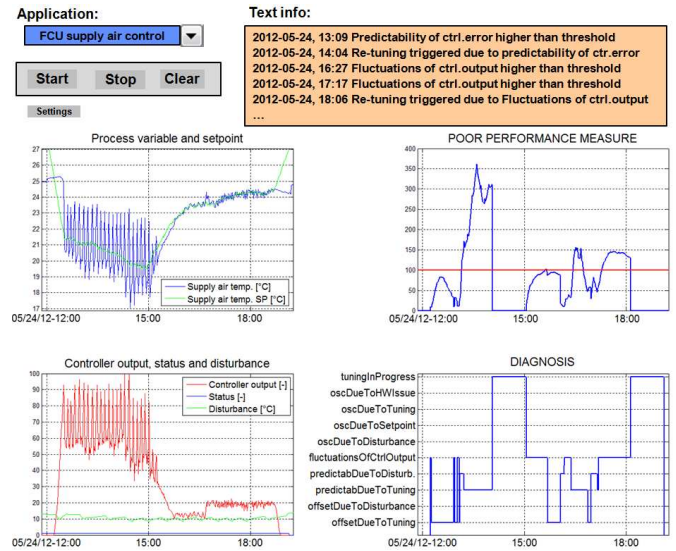 Application:
FCU supply air control
Start
Stop
Clear
Settings
Text info:
2012-05-24, 13:09 Predictability of ctrl.error higher than threshold
2012-05-24, 14:04 Re-tuning triggered due to predictability of ctr.error
2012-05-24, 16:27 Fluctuations of ctrl.output higher than threshold
2012-05-24, 17:17 Fluctuations of ctrl.output higher than threshold
2012-05-24, 18:06 Re-tuning triggered due to Fluctuations of ctrl.output
...
Process variable and setpoint
27
26
25
24
23
22
21
20
19
18
17
Supply air temp. [°C]
Supply air temp. SP [°C]
05/24/12-12:00
15:00
18:00
POOR PERFORMANCE MEASURE
400
350
300
250
200
150
100
50
0
05/24/12-12:00
15:00
18:00
Controller output, status and disturbance
100
90
80
70
60
50
40
30
20
10
0
Controller output [-]
Status [-]
Disturbance [°C]
05/24/12-12:00
15:00
18:00
DIAGNOSIS
tuningInProgress
oscDueToHWIssue
oscDueToTuning
oscDueToSetpoint
oscDueToDisturbance
fluctuationsOfCtrlOutput
predictabDueToDisturb.
predictabDueToTuning
offsetDueToDisturbance
offsetDueToTuning
05/24/12-12:00
15:00
18:00